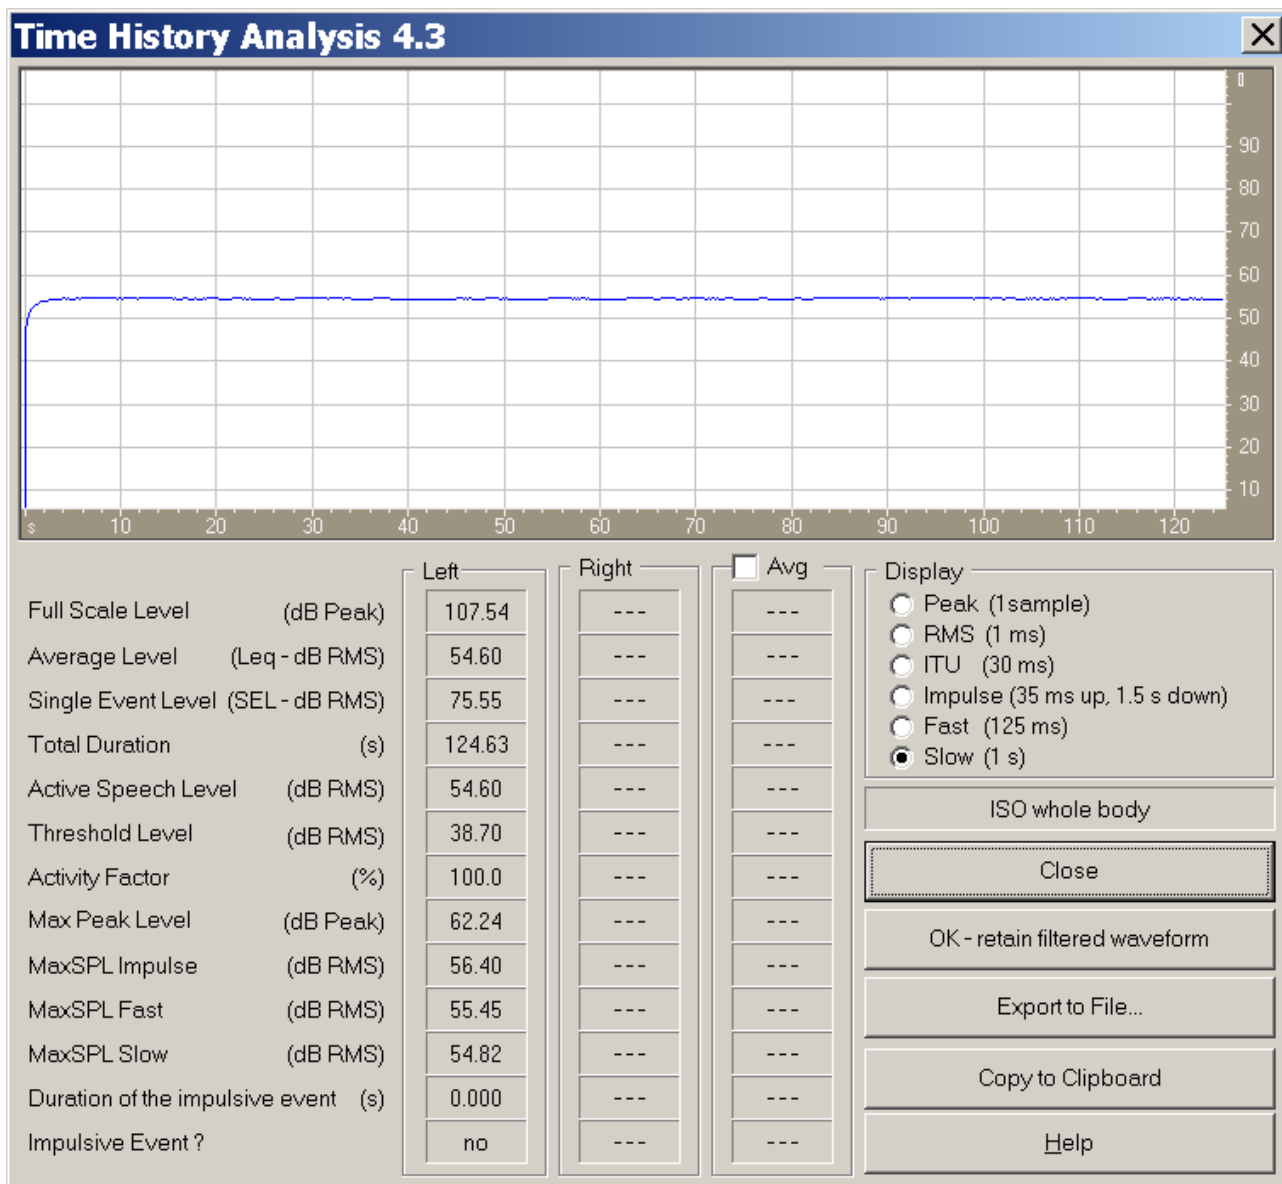 Time History Analysis 4.3
90
80
70
60
50
40
30
20
10
s 10 20 30 40 50 60 70 80 90 100 110 120
Left Right Avg
Full Scale Level (dB Peak) 107.54 --- ---
Average Level (Leq - dB RMS) 54.60 --- ---
Single Event Level (SEL - dB RMS) 75.55 --- ---
Total Duration (s) 124.63 --- ---
Active Speech Level (dB RMS) 54.60 --- ---
Threshold Level (dB RMS) 38.70 --- ---
Activity Factor (%) 100.0 --- ---
Max Peak Level (dB Peak) 62.24 --- ---
MaxSPL Impulse (dB RMS) 56.40 --- ---
MaxSPL Fast (dB RMS) 55.45 --- ---
MaxSPL Slow (dB RMS) 54.82 --- ---
Duration of the impulsive event (s) 0.000 --- ---
Impulsive Event ? no --- ---
Display
Peak (1sample)
RMS (1 ms)
ITU (30 ms)
Impulse (35 ms up, 1.5 s down)
Fast (125 ms)
Slow (1 s)
ISO whole body
Close
OK - retain filtered waveform
Export to File...
Copy to Clipboard
Help